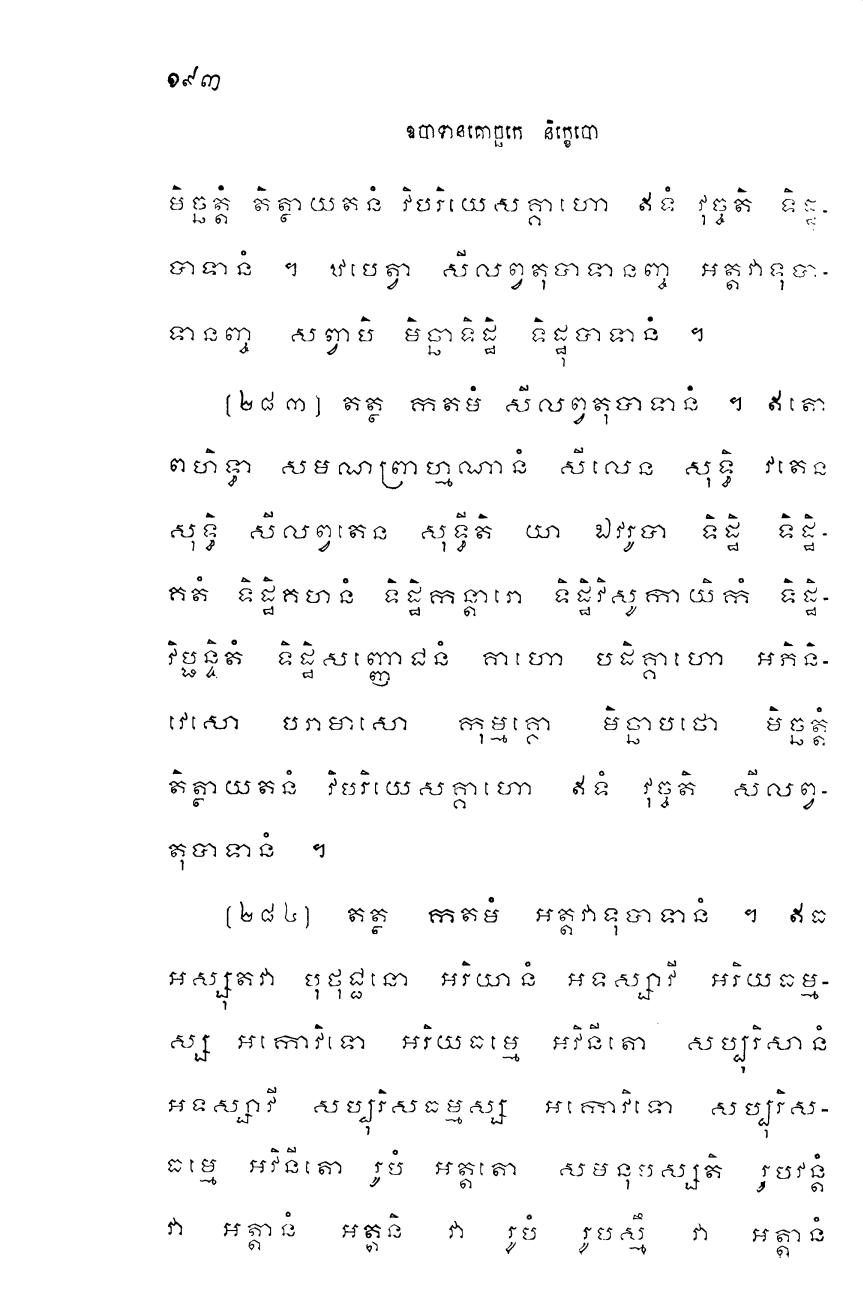 ១៩៣
ឧបាទានគោច្ឆកេ និក្ខេបោ
មិច្ឆត្តំ តិត្ថាយតនំ វិបរិយេសគ្គាហោ ឥទំ វុច្ចតិ ទិដ្ឋុ-
បាទានំ ។ ឋបេត្វា សីលព្វតុបាទានញ្ច អត្តវាទុបា-
ទានញ្ច សព្វាបិ មិច្ឆាទិដ្ឋិ ទិដ្ឋុបាទានំ ។
(២៨៣) តត្ថ កតមំ សីលព្វតុបាទានំ ។ ឥតោ
ពហិទ្ធា សមណព្រាហ្មណានំ សីលេន សុទ្ធិ វតេន
សុទ្ធិ សីលព្វតេន សុទ្ធីតិ យា ឯវរូបា ទិដ្ឋិ ទិដ្ឋិ-
គតំ ទិដ្ឋិគហនំ ទិដ្ឋិកន្តារោ ទិដ្ឋិវិសូកាយិកំ ទិដ្ឋិ-
វិប្ផន្ទិតំ ទិដ្ឋិសញ្ញោជនំ គាហោ បដិគ្គាហោ អភិនិ-
វេសោ បរាមាសោ កុម្មគ្គោ មិច្ឆាបថោ មិច្ឆត្តំ
តិត្ថាយតនំ វិបរិយេសគ្គាហោ ឥទំ វុច្ចតិ សីលព្វ-
តុបាទានំ ។
(២៨៤) តត្ថ កតមំ អត្តវាទុបាទានំ ។ ឥធ
អស្សុតវា បុថុជ្ជនោ អរិយានំ អទស្សាវី អរិយធម្ម-
ស្ស អកោវិទោ អរិយធម្មេ អវិនីតោ សប្បុរិសានំ
អទស្សាវី សប្បុរិសធម្មស្ស អកោវិទោ សប្បុរិស-
ធម្មេ អវិនីតោ រូបំ អត្តតោ សមនុបស្សតិ រូបវន្តំ
វា អត្តានំ អត្តនិ វា រូបំ រូបស្មឹ វា អត្តានំ